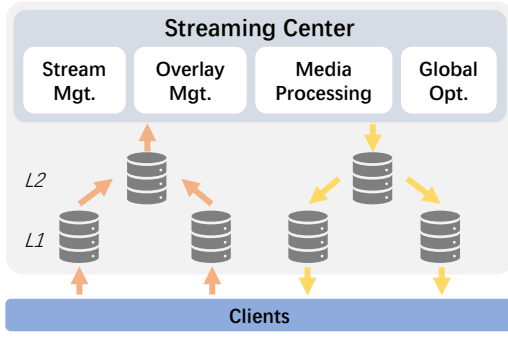 Streaming Center
Stream
Mgt.
Overlay
Mgt.
Media
Processing
Global
Opt.
L2
L1
Clients